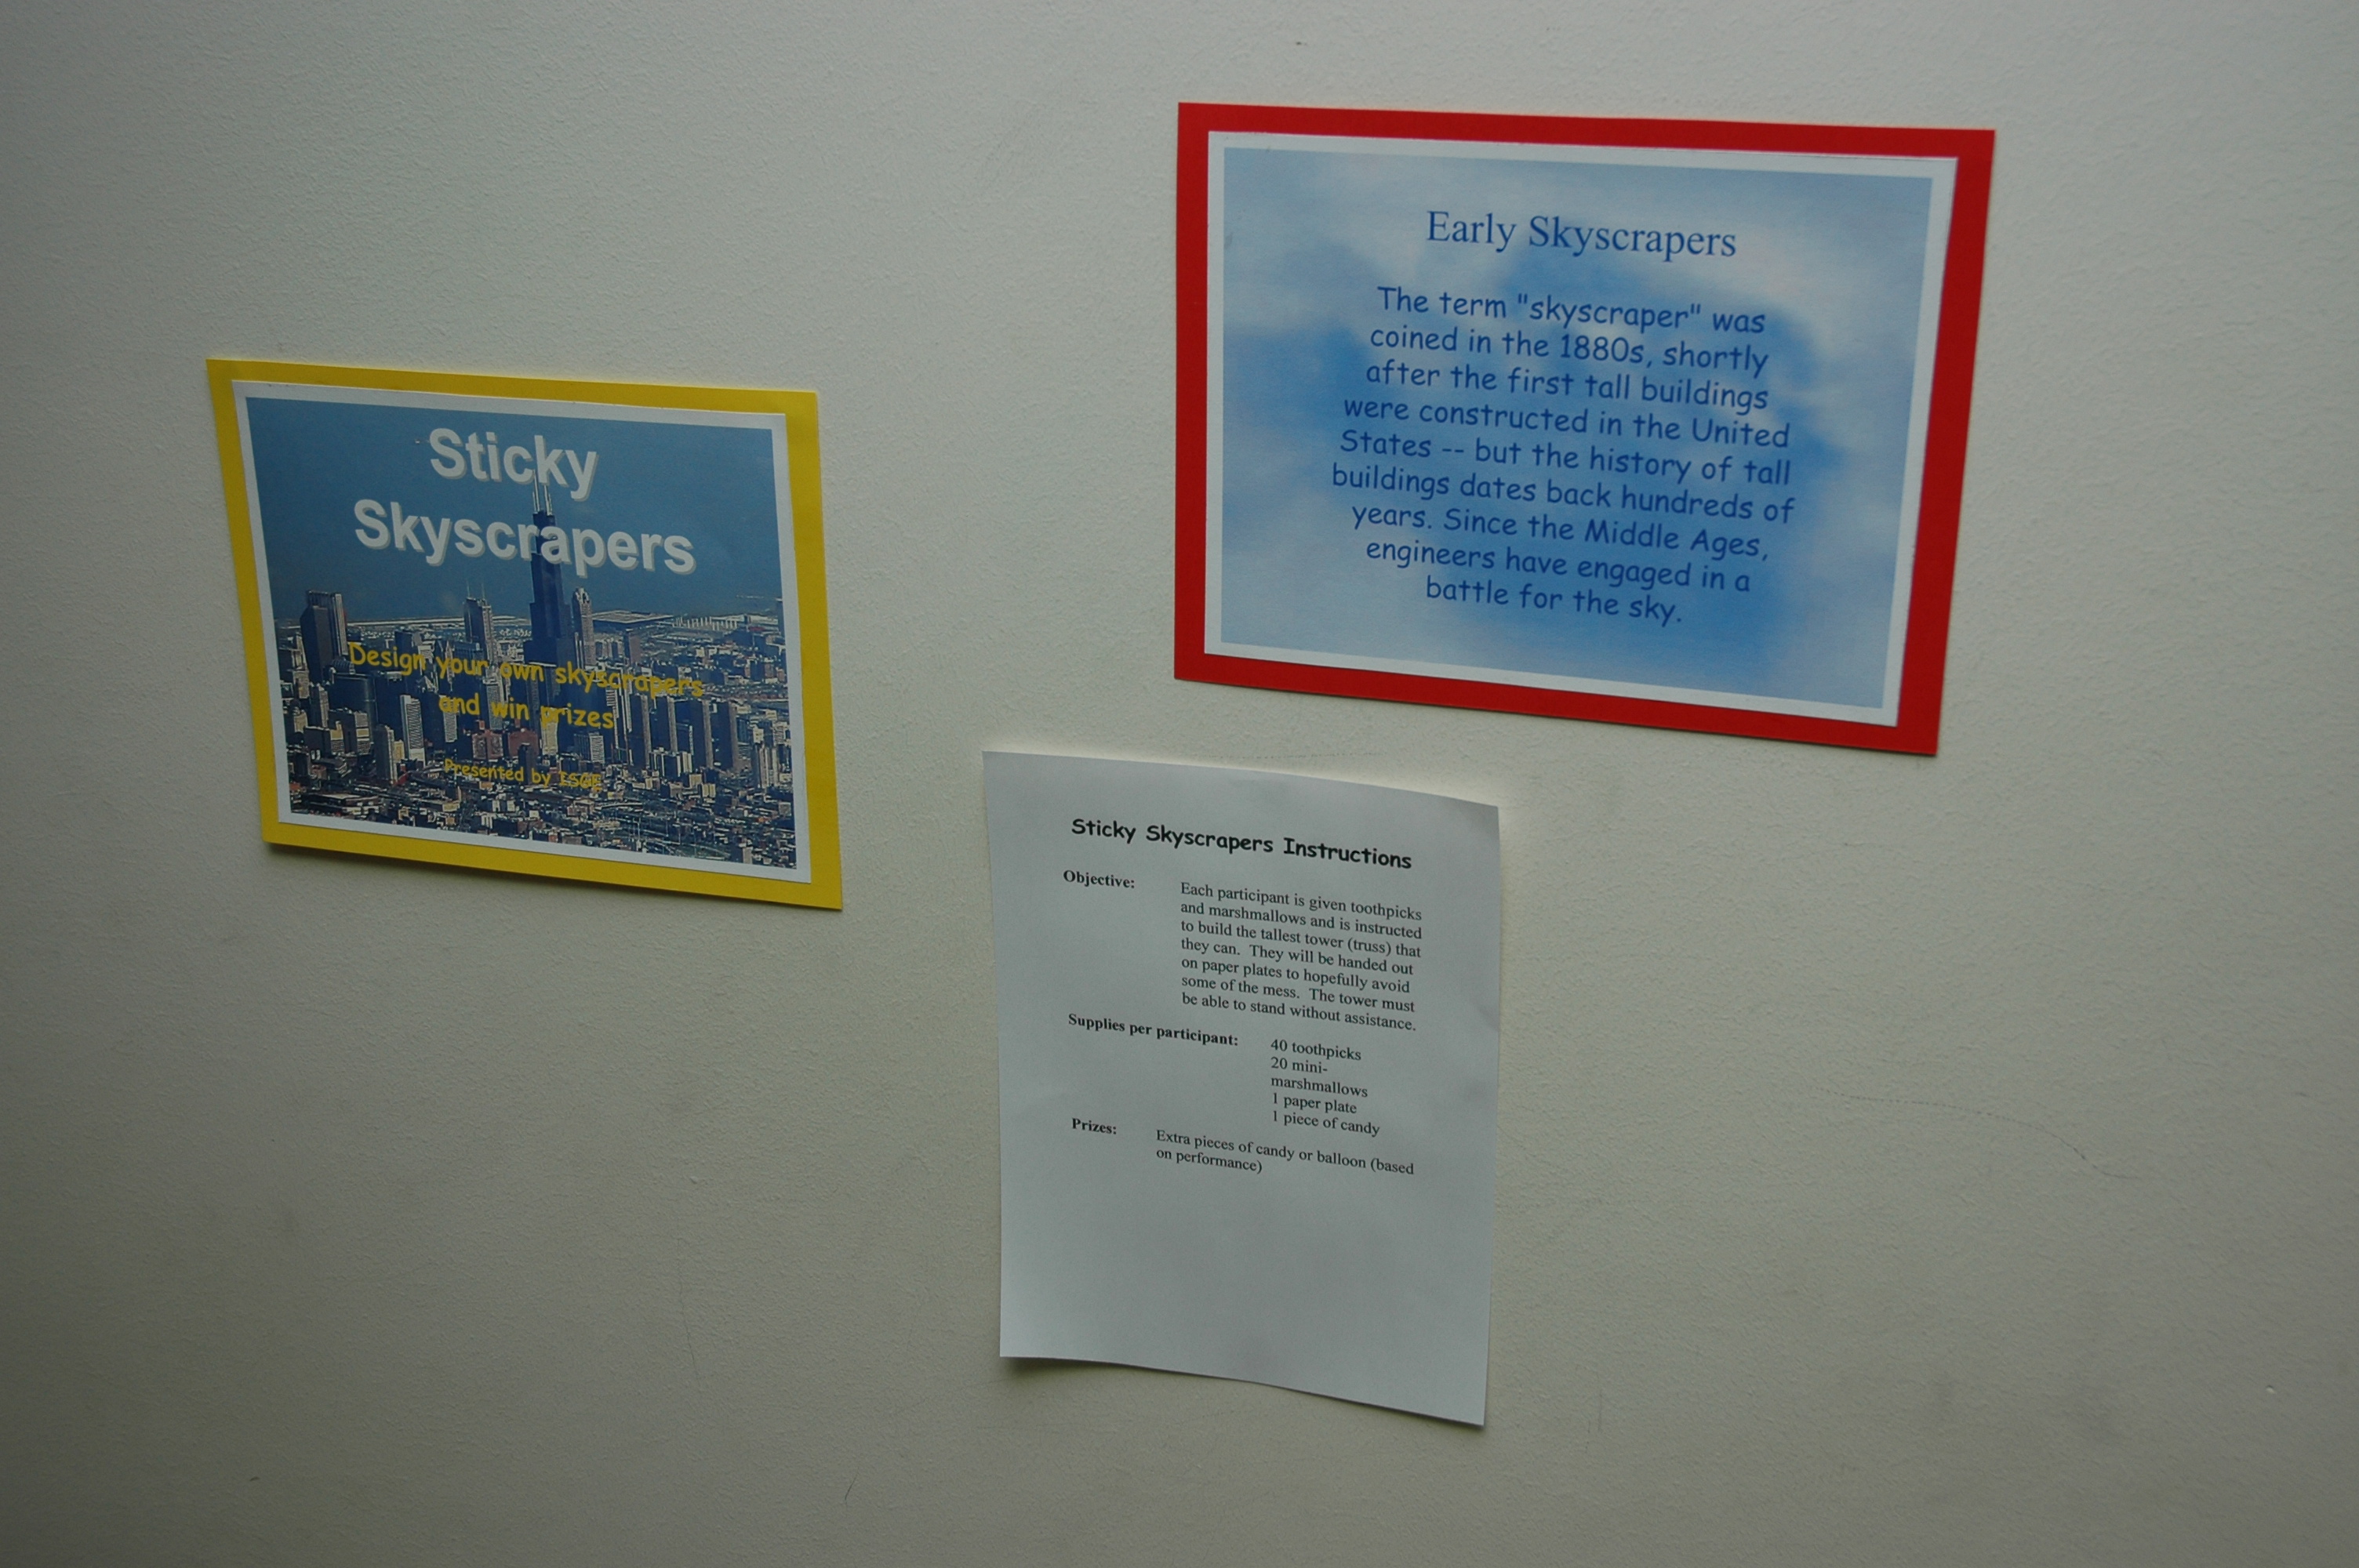 Sticky
Skyscrapers
Design your own skyscrapers
and win prizes
Presented by ISGE
Early Skyscrapers
The term "skyscraper" was
coined in the 1880s, shortly
after the first tall buildings
were constructed in the United
States -- but the history of tall
buildings dates back hundreds of
years. Since the Middle Ages,
engineers have engaged in a
battle for the sky.
Sticky Skyscrapers Instructions
Objective: Each participant is given toothpicks
and marshmallows and is instructed
to build the tallest tower (truss) that
they can. They will be handed out
on paper plates to hopefully avoid
some of the mess. The tower must
be able to stand without assistance.
Supplies per participant: 40 toothpicks
20 mini-
marshmallows
1 paper plate
1 piece of candy
Prizes: Extra pieces of candy or balloon (based
on performance)